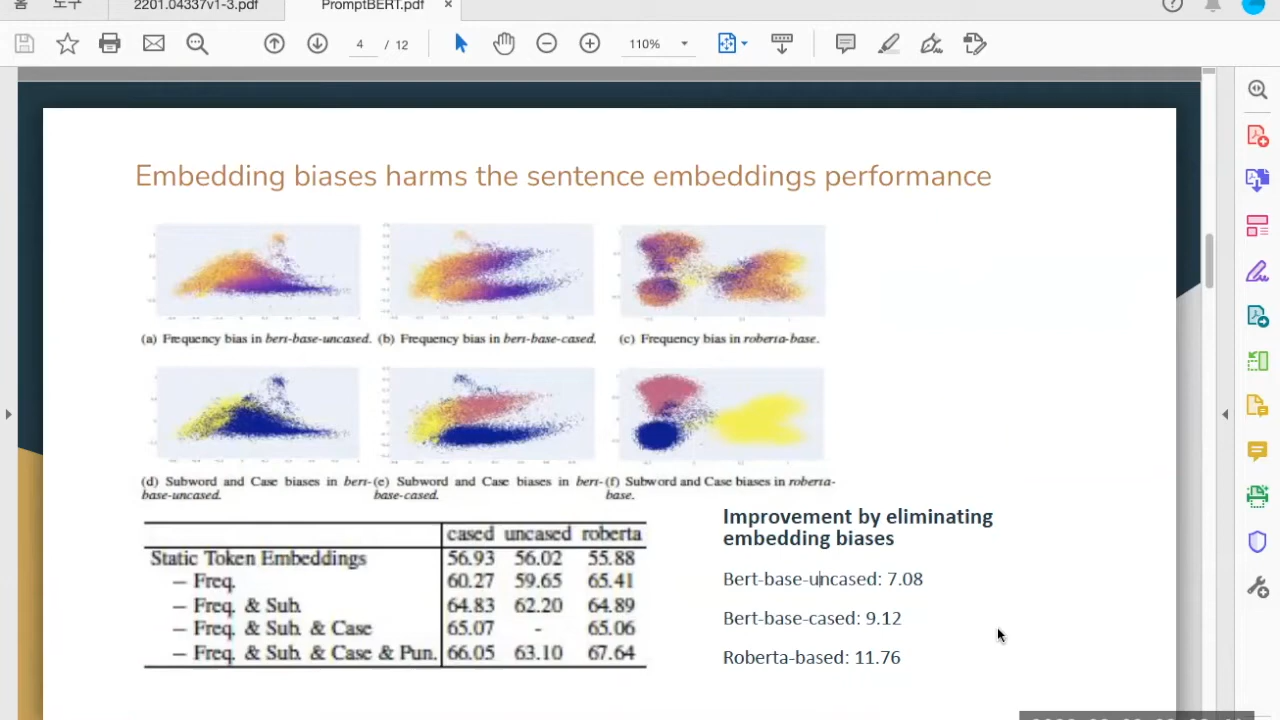 홈 도구 2201.04337v1-3.pdf PromptBERT.pdf ×
4 / 12 110%
Embedding biases harms the sentence embeddings performance
(a) Frequency bias in bert-base-uncased. (b) Frequency bias in bert-base-cased. (c) Frequency bias in roberta-base.
(d) Subword and Case biases in bert-base-uncased.
(e) Subword and Case biases in bert-base-cased.
(f) Subword and Case biases in roberta-base.
cased uncased roberta
Static Token Embeddings 56.93 56.02 55.88
– Freq. 60.27 59.65 65.41
– Freq. & Sub. 64.83 62.20 64.89
– Freq. & Sub. & Case 65.07 - 65.06
– Freq. & Sub. & Case & Pun. 66.05 63.10 67.64
Improvement by eliminating
embedding biases
Bert-base-uncased: 7.08
Bert-base-cased: 9.12
Roberta-based: 11.76